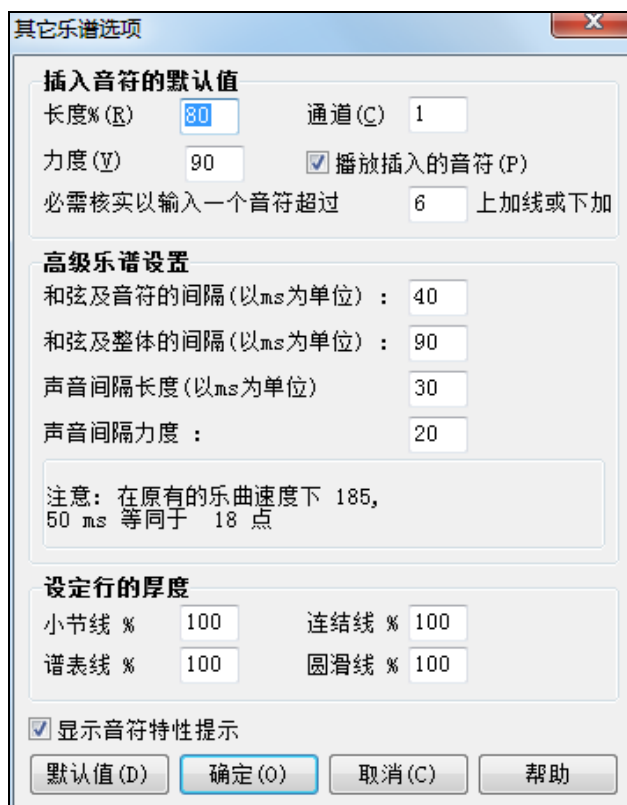 其它乐谱选项
插入音符的默认值
长度%(R) 80 通道(C) 1
力度(V) 90 播放插入的音符(P)
必需核实以输入一个音符超过 6 上加线或下加
高级乐谱设置
和弦及音符的间隔(以ms为单位) : 40
和弦及整体的间隔(以ms为单位) : 90
声音间隔长度(以ms为单位) 30
声音间隔力度 : 20
注意: 在原有的乐曲速度下 185,
50 ms 等同于 18 点
设定行的厚度
小节线 % 100 连结线 % 100
谱表线 % 100 圆滑线 % 100
显示音符特性提示
默认值(D) 确定(O) 取消(C) 帮助